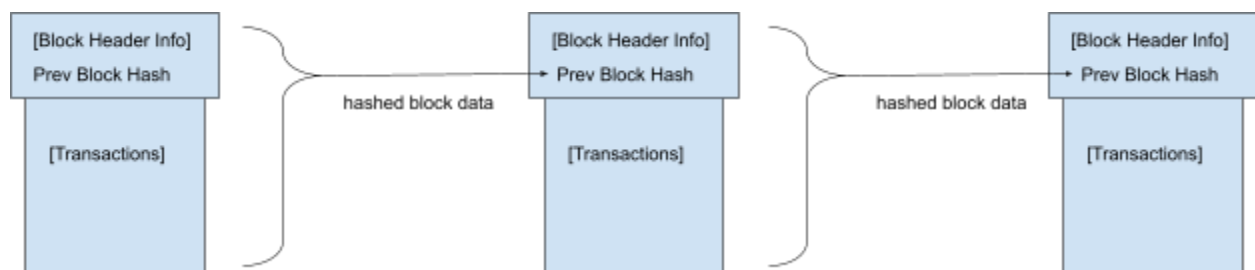 [Block Header Info]
Prev Block Hash
[Transactions]
hashed block data
[Block Header Info]
Prev Block Hash
[Transactions]
hashed block data
[Block Header Info]
Prev Block Hash
[Transactions]